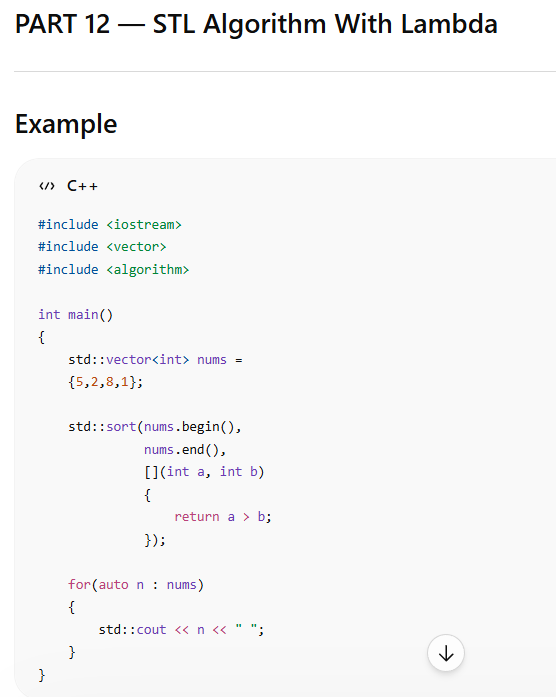 PART 12 — STL Algorithm With Lambda
Example
</> C++
#include <iostream>
#include <vector>
#include <algorithm>
int main()
{
    std::vector<int> nums =
    {5,2,8,1};
    std::sort(nums.begin(),
              nums.end(),
              [](int a, int b)
              {
                  return a > b;
              });
    for(auto n : nums)
    {
        std::cout << n << " ";
    }
}